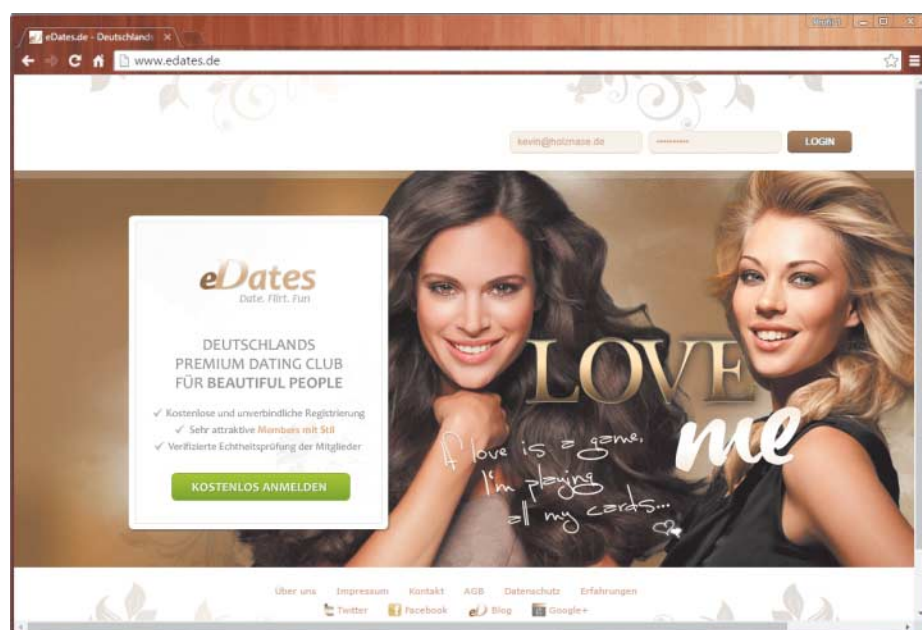 eDates.de - Deutschlands
www.edates.de
kevin@holznase.de
LOGIN
eDates
Date. Flirt. Fun
DEUTSCHLANDS
PREMIUM DATING CLUB
FÜR BEAUTIFUL PEOPLE
✓ Kostenlose und unverbindliche Registrierung
✓ Sehr attraktive Members mit Stil
✓ Verifizierte Echtheitsprüfung der Mitglieder
KOSTENLOS ANMELDEN
LOVE
me
If love is a game,
I'm playing
all my cards...
Über uns Impressum Kontakt AGB Datenschutz Erfahrungen
Twitter Facebook eD Blog Google+